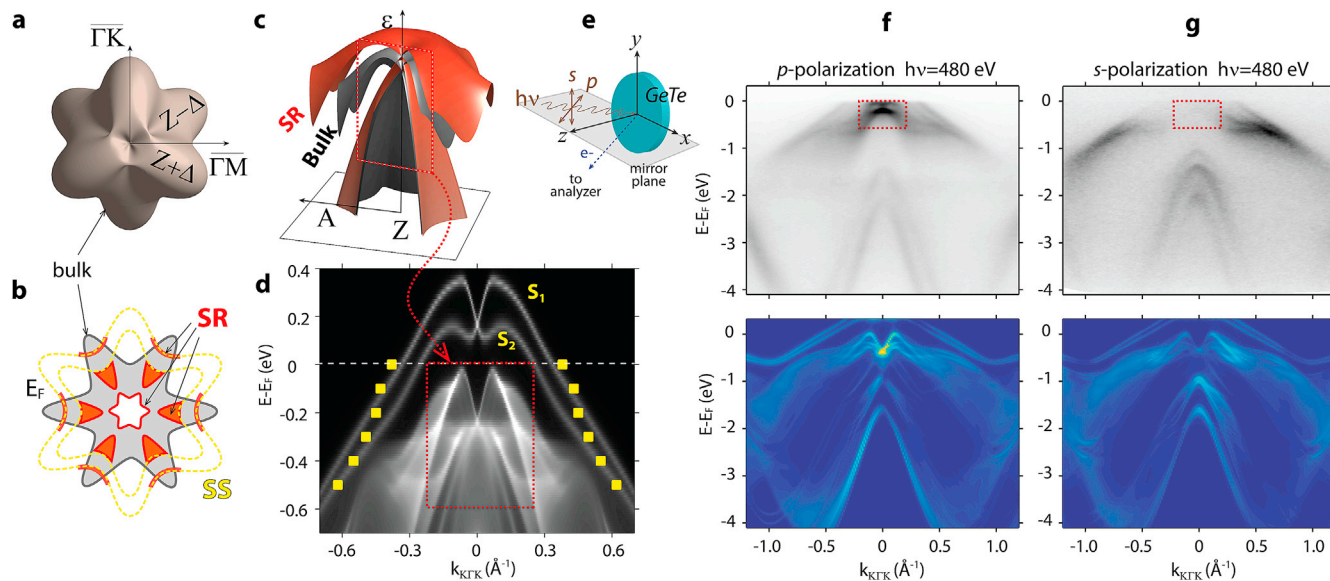 a
ΓK
Z−Δ
Z+Δ
ΓM
bulk
b
SR
E_F
SS
c
ε
SR
Bulk
A
Z
d
0.4
0.2
0
-0.2
-0.4
-0.6
E-E_F (eV)
S₁
S₂
-0.6
-0.3
0
0.3
0.6
k_KΓK (Å⁻¹)
e
y
s
p
hν
GeTe
z
x
e-
to
analyzer
mirror
plane
f
p-polarization hν=480 eV
0
-1
-2
-3
-4
E-E_F (eV)
0
-1
-2
-3
-4
E-E_F (eV)
-1.0
-0.5
0
0.5
1.0
k_KΓK (Å⁻¹)
g
s-polarization hν=480 eV
0
-1
-2
-3
-4
0
-1
-2
-3
-4
-1.0
-0.5
0
0.5
1.0
k_KΓK (Å⁻¹)